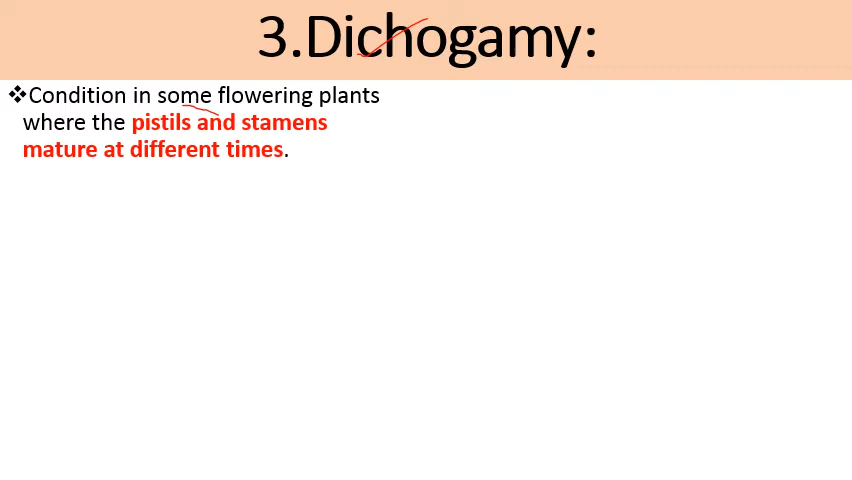 3.Dichogamy:
❖Condition in some flowering plants
where the pistils and stamens
mature at different times.